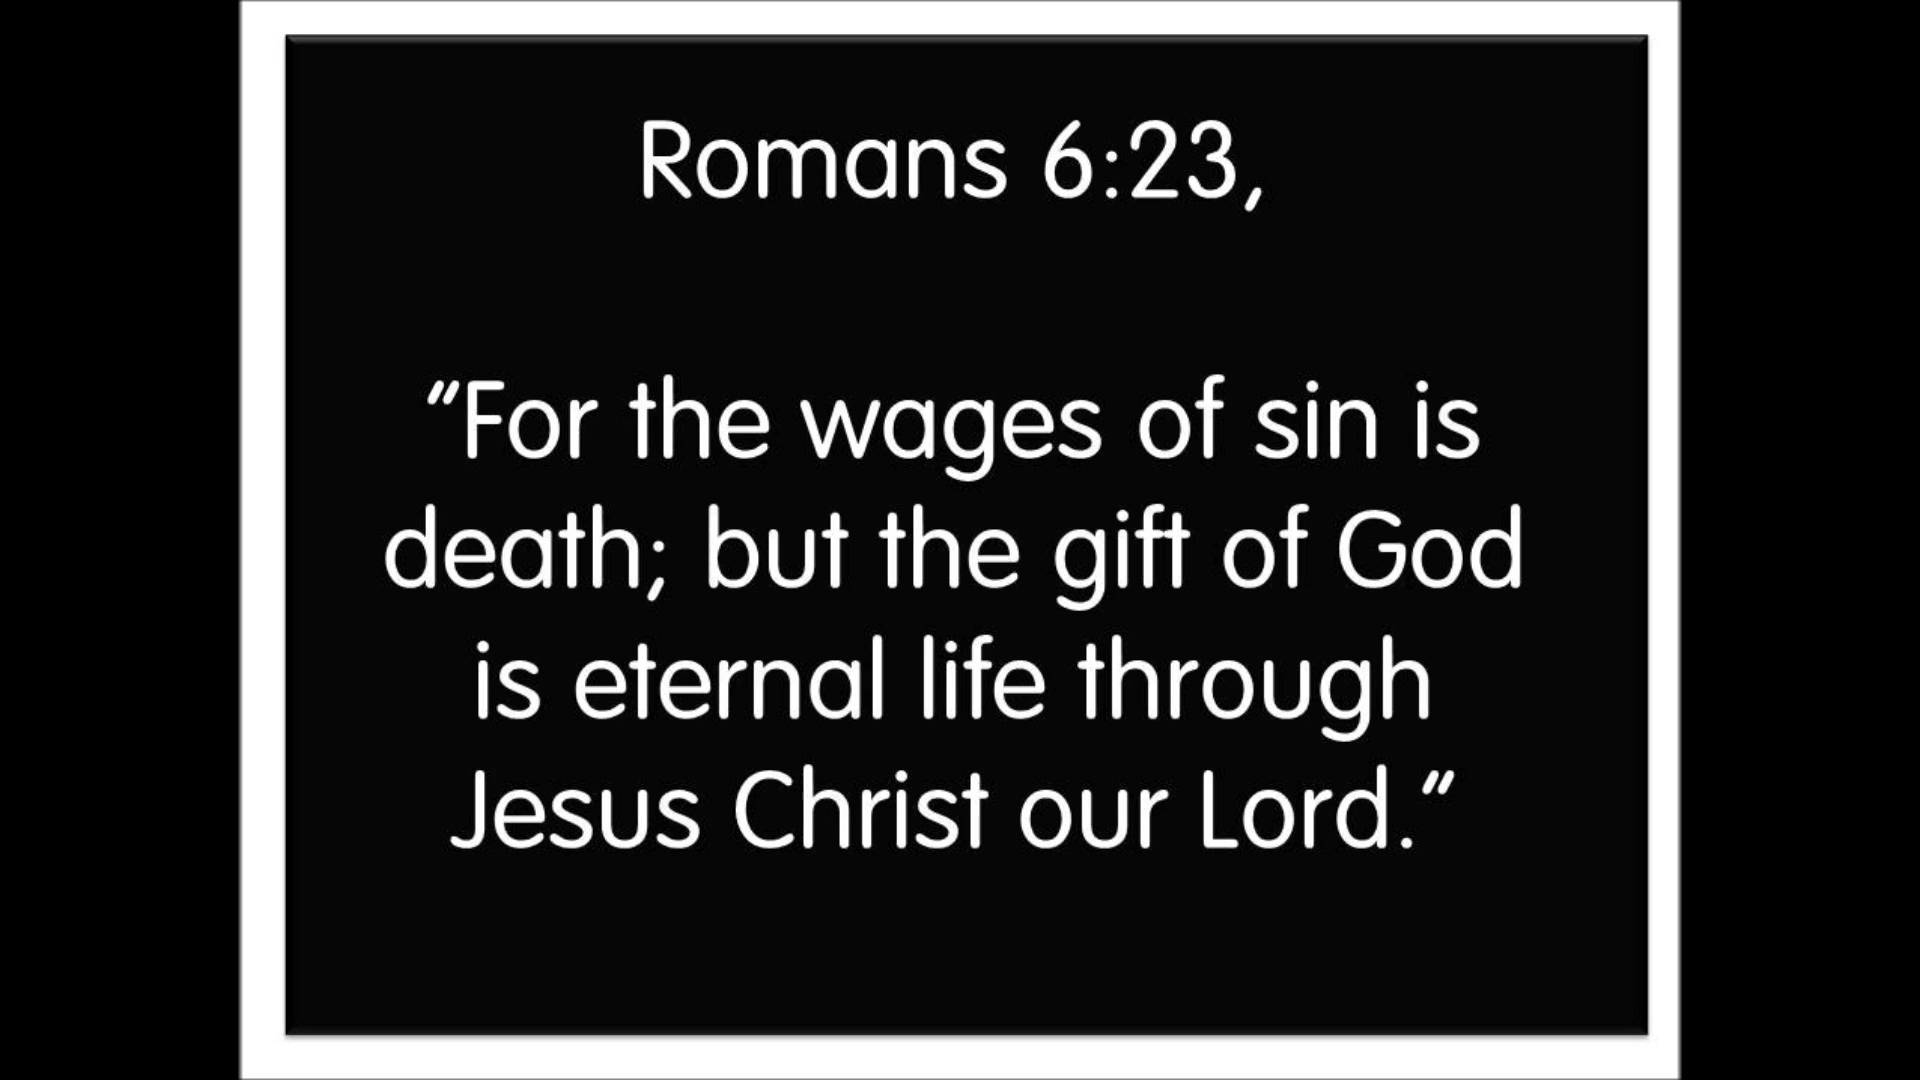 Romans 6:23,
“For the wages of sin is
death; but the gift of God
is eternal life through
Jesus Christ our Lord.”